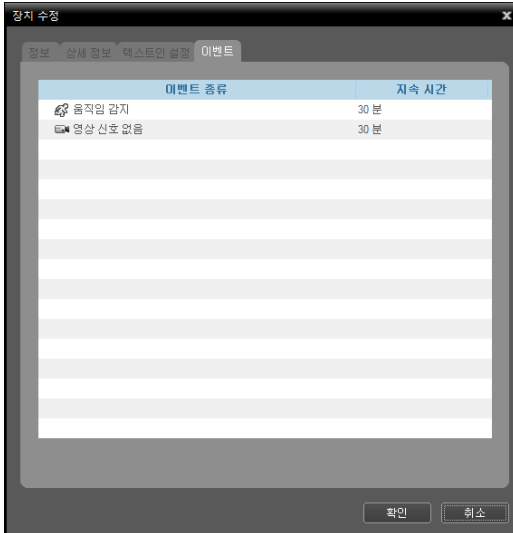 장치 수정 x
정보 상세 정보 텍스트인 설정 이벤트
이벤트 종류 지속 시간
움직임 감지 30 분
영상 신호 없음 30 분
확인 취소